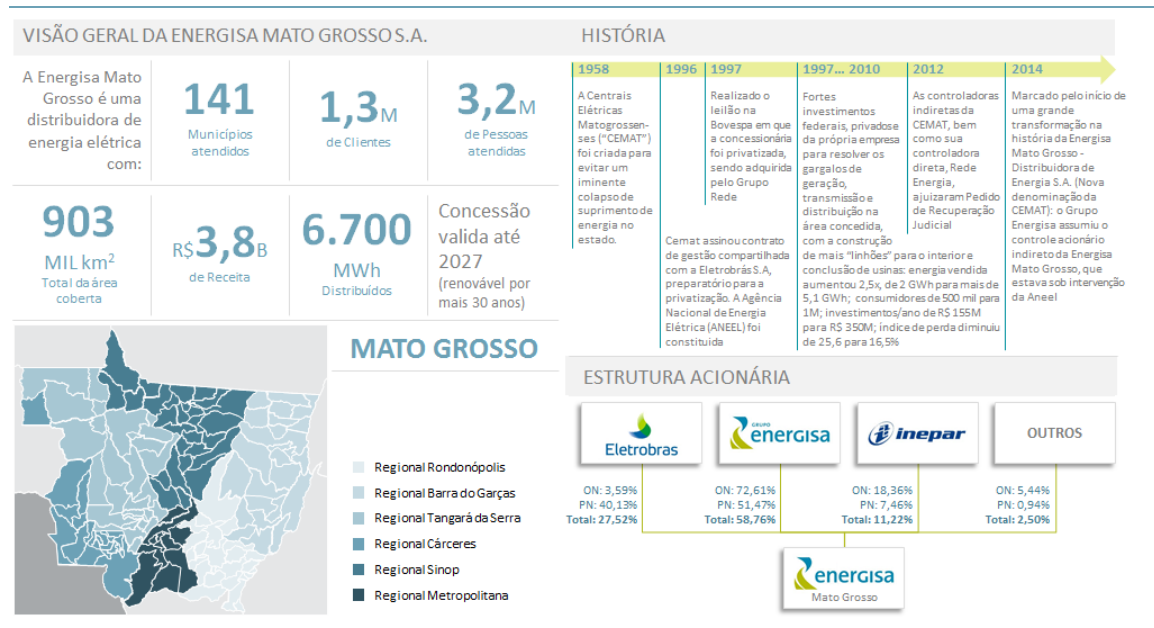 VISÃO GERAL DA ENERGISA MATO GROSSO S.A.
A Energisa Mato
Grosso é uma
distribuidora de
energia elétrica
com:
141
Municípios
atendidos
1,3M
de Clientes
3,2M
de Pessoas
atendidas
903
MIL km²
Total da área
coberta
R$3,8B
de Receita
6.700
MWh
Distribuídos
Concessão
valida até
2027
(renovável por
mais 30 anos)
MATO GROSSO
Regional Rondonópolis
Regional Barra do Garças
Regional Tangará da Serra
Regional Cárceres
Regional Sinop
Regional Metropolitana
HISTÓRIA
1958
A Centrais
Elétricas
Matogrossen-
ses ("CEMAT")
foi criada para
evitar um
iminente
colapso de
suprimento de
energia no
estado.
1996
Cemat assinou contrato
de gestão compartilhada
com a Eletrobrás S.A,
preparatório para a
privatização. A Agência
Nacional de Energia
Elétrica (ANEEL) foi
constituida
1997
Realizado o
leilão na
Bovespa em que
a concessionária
foi privatizada,
sendo adquirida
pelo Grupo
Rede
1997... 2010
Fortes
investimentos
federais, privados e
da própria empresa
para resolver os
gargalos de
geração,
transmissão e
distribuição na
área concedida,
com a construção
de mais "linhões" para o interior e
conclusão de usinas: energia vendida
aumentou 2,5x, de 2 GWh para mais de
5,1 GWh; consumidores de 500 mil para
1M; investimentos/ano de R$ 155M
para R$ 350M; índice de perda diminuiu
de 25,6 para 16,5%
2012
As controladoras
indiretas da
CEMAT, bem
como sua
controladora
direta, Rede
Energia,
ajuizaram Pedido
de Recuperação
Judicial
2014
Marcado pelo início de
uma grande
transformação na
história da Energisa
Mato Grosso -
Distribuidora de
Energia S.A. (Nova
denominação da
CEMAT): o Grupo
Energisa assumiu o
controle acionário
indireto da Energisa
Mato Grosso, que
estava sob intervenção
da Aneel
ESTRUTURA ACIONÁRIA
Eletrobras
ON: 3,59%
PN: 40,13%
Total: 27,52%
GRUPO
energisa
ON: 72,61%
PN: 51,47%
Total: 58,76%
inepar
ON: 18,36%
PN: 7,46%
Total: 11,22%
OUTROS
ON: 5,44%
PN: 0,94%
Total: 2,50%
energisa
Mato Grosso